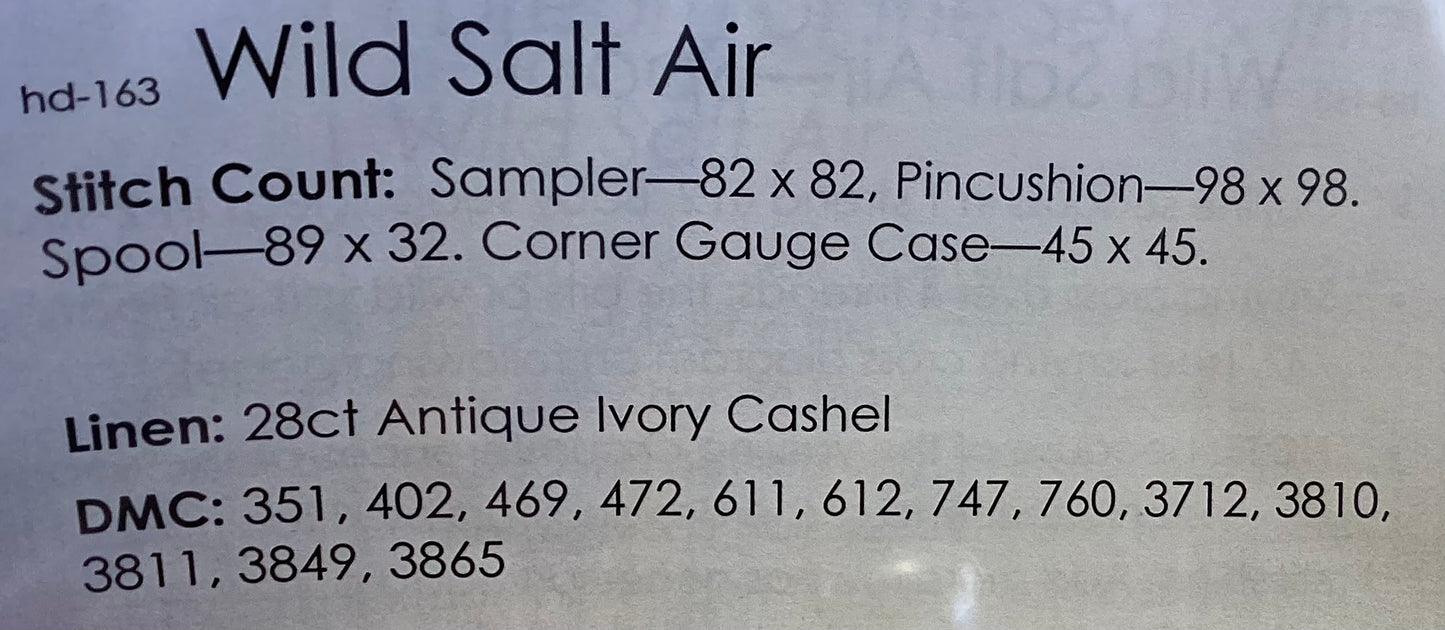 hd-163 Wild Salt Air
Stitch Count: Sampler—82 x 82, Pincushion—98 x 98.
Spool—89 x 32. Corner Gauge Case—45 x 45.
Linen: 28ct Antique Ivory Cashel
DMC: 351, 402, 469, 472, 611, 612, 747, 760, 3712, 3810,
3811, 3849, 3865